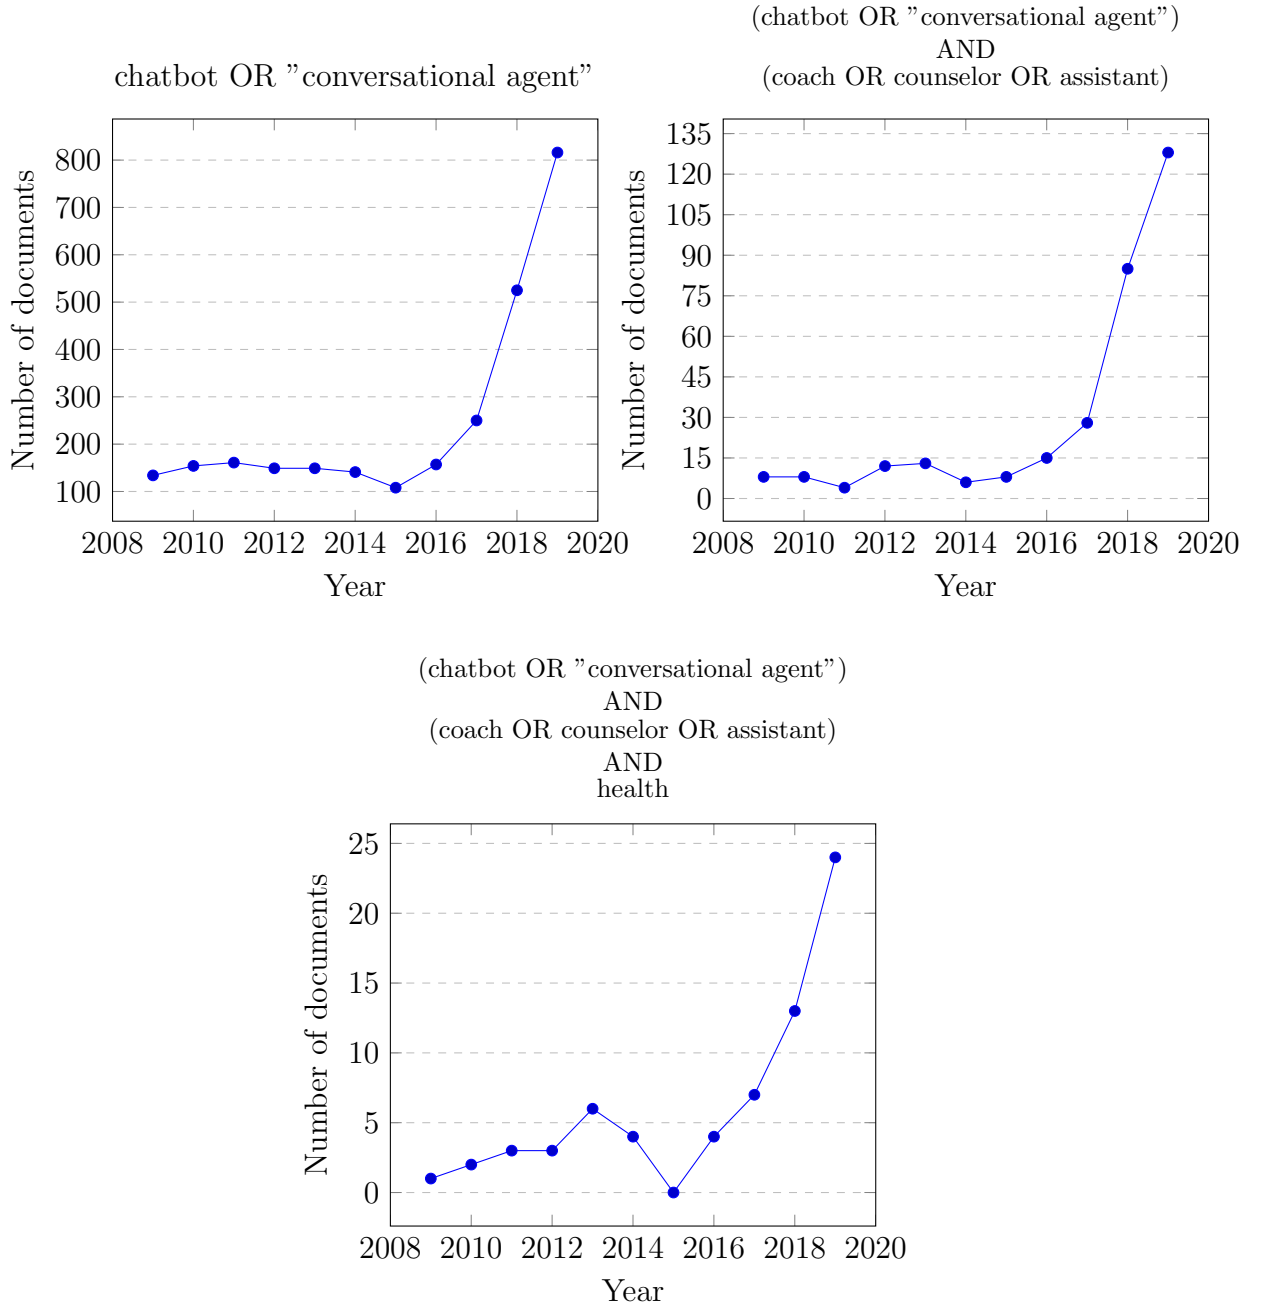 chatbot OR ”conversational agent”
800
700
600
500
400
300
200
100
2008 2010 2012 2014 2016 2018 2020
Year
Number of documents
(chatbot OR ”conversational agent”)
AND
(coach OR counselor OR assistant)
135
120
105
90
75
60
45
30
15
0
2008 2010 2012 2014 2016 2018 2020
Year
Number of documents
(chatbot OR ”conversational agent”)
AND
(coach OR counselor OR assistant)
AND
health
25
20
15
10
5
0
2008 2010 2012 2014 2016 2018 2020
Year
Number of documents